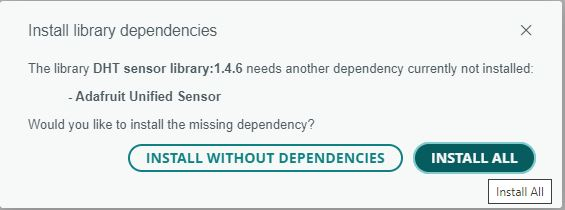 Install library dependencies
The library DHT sensor library:1.4.6 needs another dependency currently not installed:
- Adafruit Unified Sensor
Would you like to install the missing dependency?
INSTALL WITHOUT DEPENDENCIES
INSTALL ALL
Install All